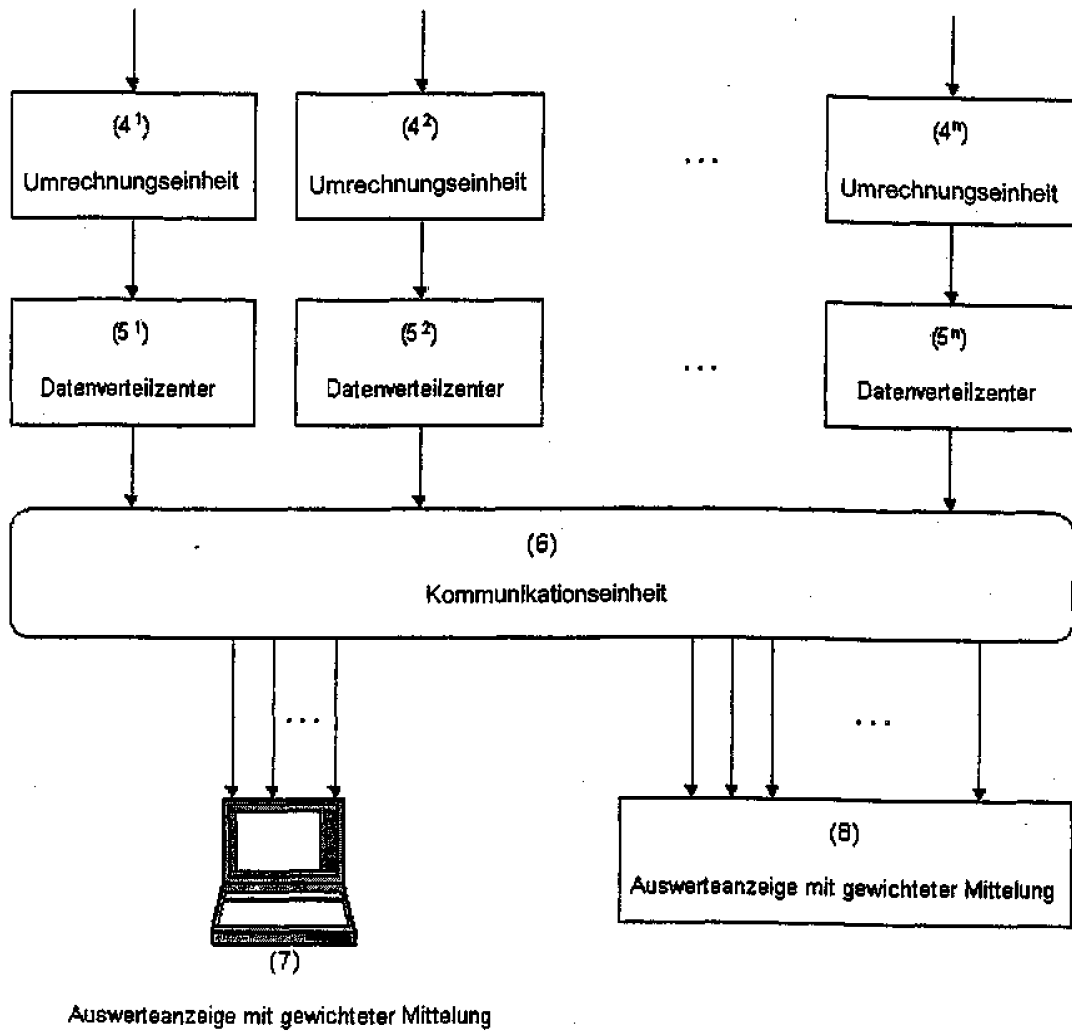 (4¹)
Umrechnungseinheit
(4²)
Umrechnungseinheit
...
(4ⁿ)
Umrechnungseinheit
(5¹)
Datenverteilzenter
(5²)
Datenverteilzenter
...
(5ⁿ)
Datenverteilzenter
(6)
Kommunikationseinheit
...
...
(7)
Auswerteanzeige mit gewichteter Mittelung
(8)
Auswerteanzeige mit gewichteter Mittelung